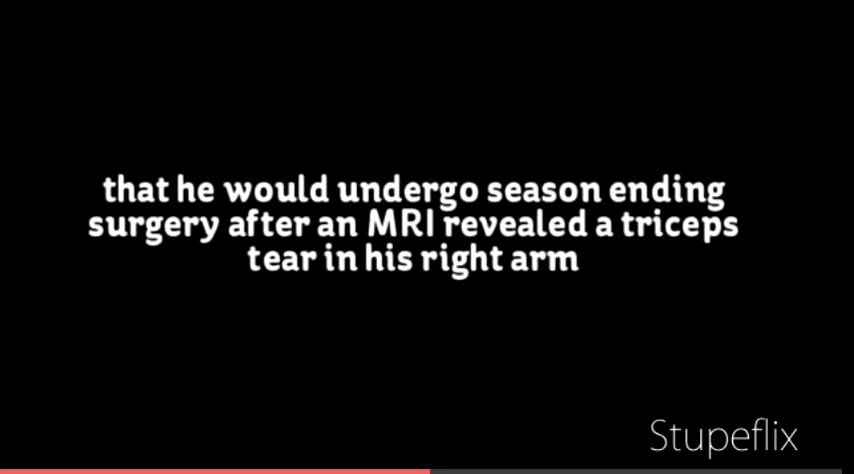 that he would undergo season ending
surgery after an MRI revealed a triceps
tear in his right arm
Stupeflix